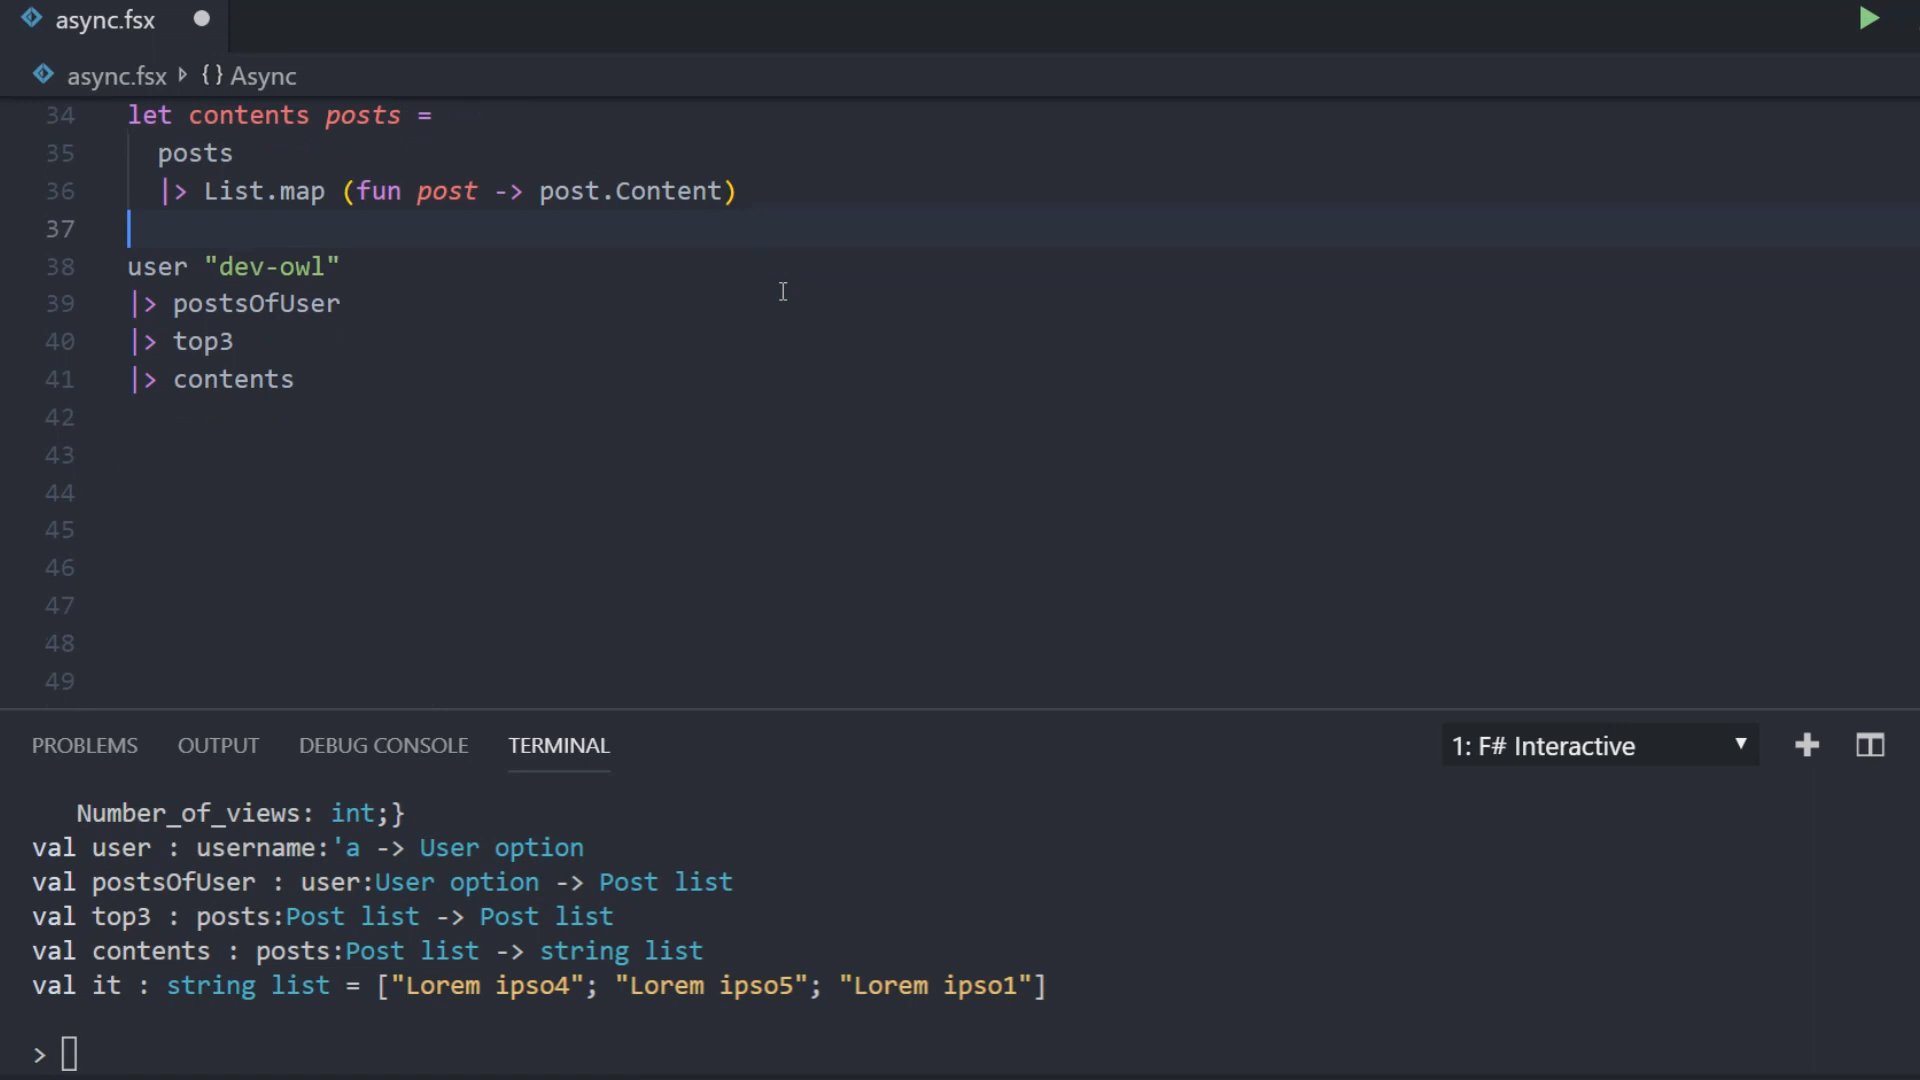 async.fsx
async.fsx {} Async
34 let contents posts =
35 posts
36 |> List.map (fun post -> post.Content)
37
38 user "dev-owl"
39 |> postsOfUser
40 |> top3
41 |> contents
42
43
44
45
46
47
48
49
PROBLEMS OUTPUT DEBUG CONSOLE TERMINAL 1: F# Interactive
Number_of_views: int;}
val user : username:'a -> User option
val postsOfUser : user:User option -> Post list
val top3 : posts:Post list -> Post list
val contents : posts:Post list -> string list
val it : string list = ["Lorem ipso4"; "Lorem ipso5"; "Lorem ipso1"]
>